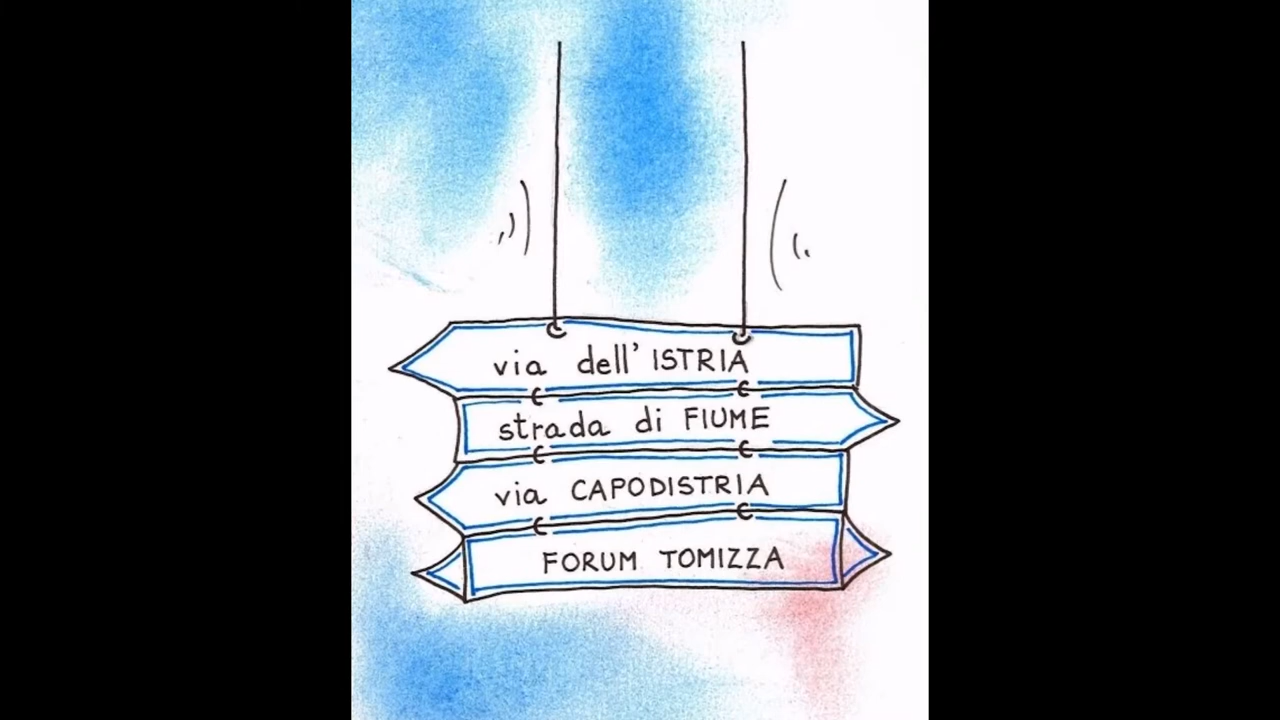 via dell'ISTRIA
strada di FIUME
via CAPODISTRIA
FORUM TOMIZZA